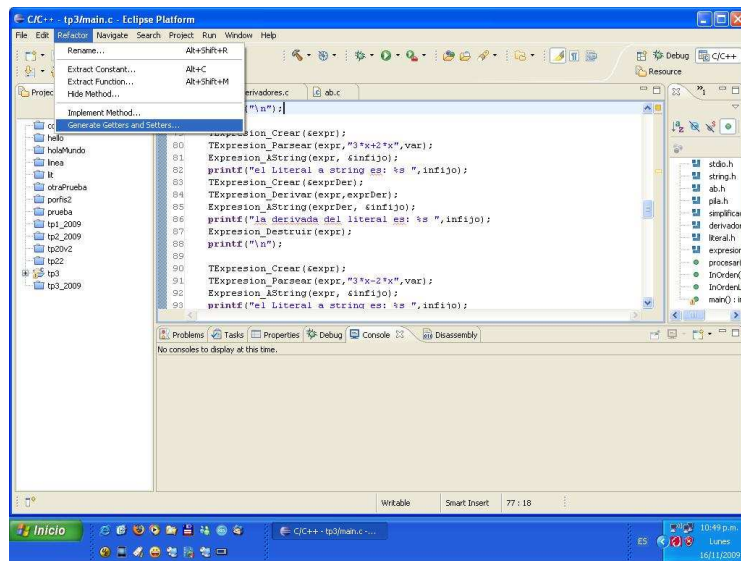 C/C++ - tp3/main.c - Eclipse Platform
File Edit Refactor Navigate Search Project Run Window Help
Rename... Alt+Shift+R
Extract Constant... Alt+C
Extract Function... Alt+Shift+M
Hide Method...
Implement Method...
Generate Getters and Setters...
Debug C/C++
Resource
Projec
hello
holaMundo
linea
lit
otraPrueba
porfis2
prueba
tp1_2009
tp2_2009
tp20v2
tp22
tp3
tp3_2009
erivadores.c ab.c
("\n");
80 TExpresion_Parsear(expr,"3*x+2*x",var);
81 Expresion_AString(expr, &infijo);
82 printf("el Literal a string es: %s ",infijo);
83 TExpresion_Crear(&exprDer);
84 TExpresion_Derivar(expr,exprDer);
85 Expresion_AString(exprDer, &infijo);
86 printf("la derivada del literal es: %s ",infijo);
87 Expresion_Destruir(expr);
88 printf("\n");
89
90 TExpresion_Crear(&expr);
91 TExpresion_Parsear(expr,"3*x-2*x",var);
92 Expresion_AString(expr, &infijo);
93 printf("el Literal a string es: %s ",infijo);
stdio.h
string.h
ab.h
pila.h
simplifica
derivador
literal.h
expresion
procesari
InOrden(
InOrdenL
main() : i
Problems Tasks Properties Debug Console Disassembly
No consoles to display at this time.
Writable Smart Insert 77 : 18
Inicio
C/C++ - tp3/main.c -...
ES
10:49 p.m.
Lunes
16/11/2009